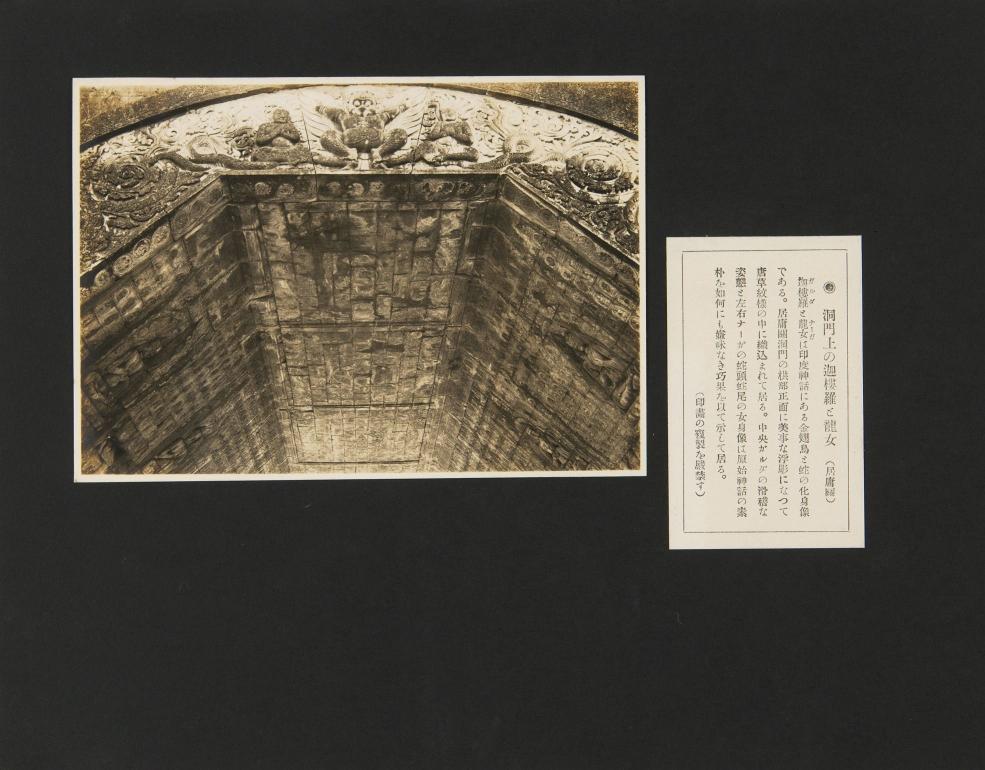 洞門上の迦樓羅と龍女 （居庸關）
迦樓羅と龍女は印度神話にある金翅鳥と蛇の化身像
である。居庸關洞門の拱部正面に美事な浮彫になつて
唐草紋樣の中に織込まれて居る。中央ガルダの滑稽な
姿態と左右ナーガの蛇頭蛇尾の女身像は原始神話の素
朴を如何にも嫌味なき巧果を以て示して居る。
（印畫の複製を嚴禁す）